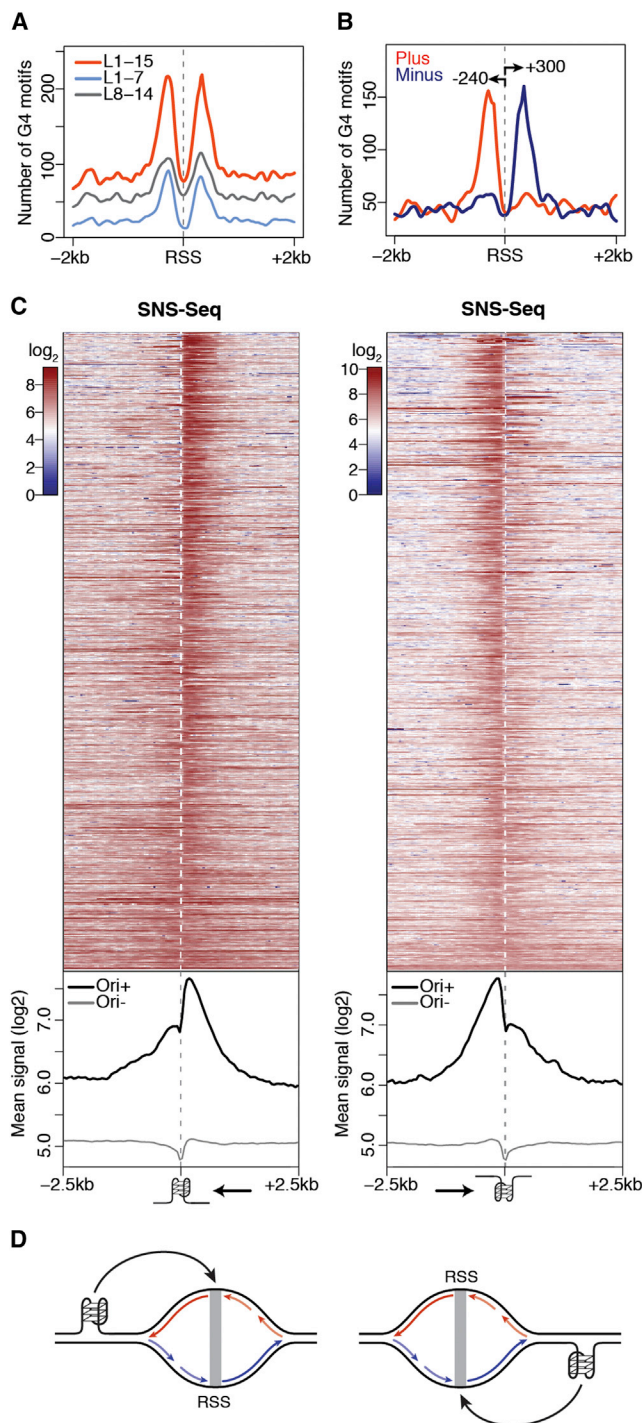 A
Number of G4 motifs
200
100
50
0
L1–15
L1–7
L8–14
−2kb
RSS
+2kb
B
Number of G4 motifs
150
100
50
Plus
Minus
-240
+300
−2kb
RSS
+2kb
C
SNS-Seq
log2
8
6
4
2
0
SNS-Seq
log2
10
8
6
4
2
0
Mean signal (log2)
7.0
6.0
5.0
Ori+
Ori-
−2.5kb
+2.5kb
Mean signal (log2)
7.0
6.0
5.0
Ori+
Ori-
−2.5kb
+2.5kb
D
RSS
RSS